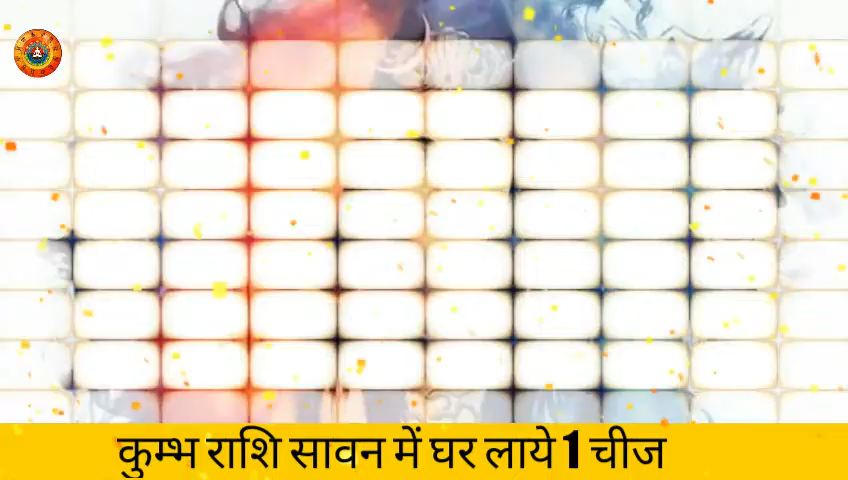 कुम्भ राशि सावन में घर लाये 1 चीज